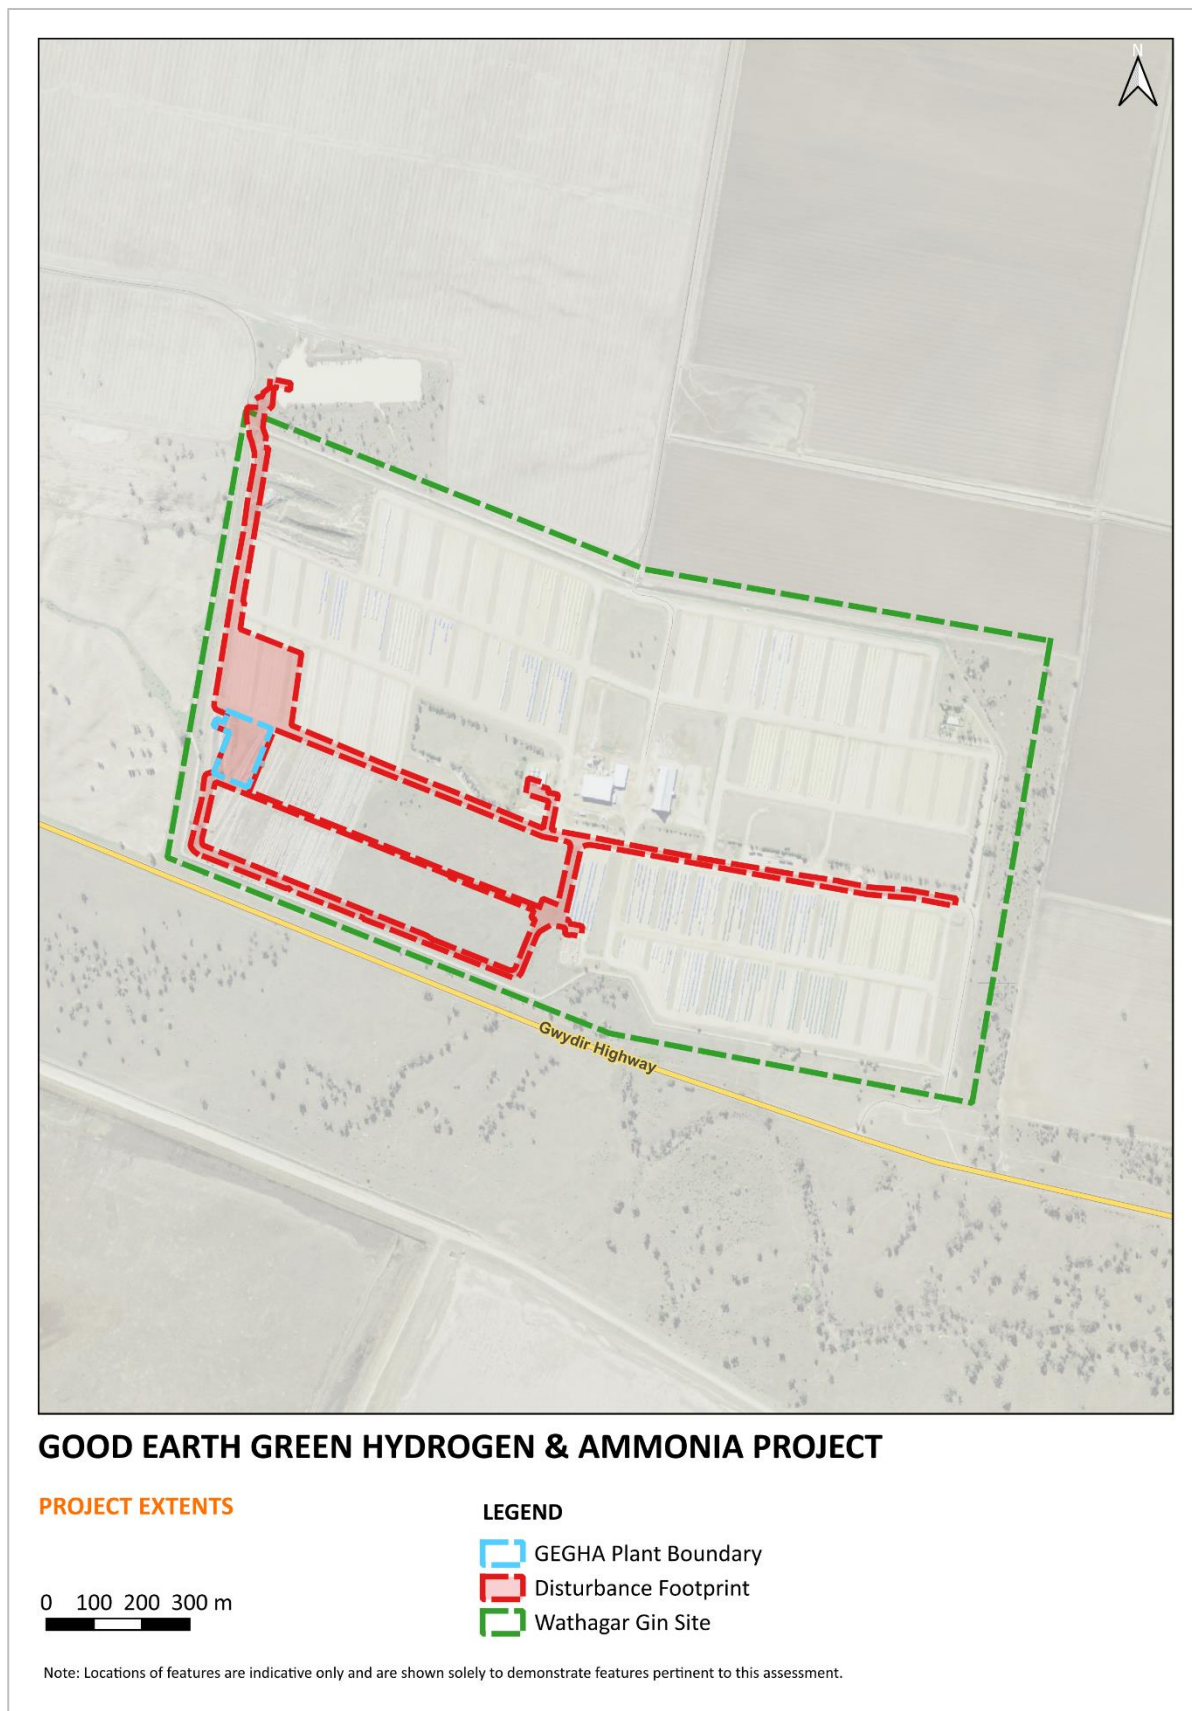 N
Gwydir Highway
GOOD EARTH GREEN HYDROGEN & AMMONIA PROJECT
PROJECT EXTENTS
LEGEND
GEGHA Plant Boundary
Disturbance Footprint
Wathagar Gin Site
0 100 200 300 m
Note: Locations of features are indicative only and are shown solely to demonstrate features pertinent to this assessment.